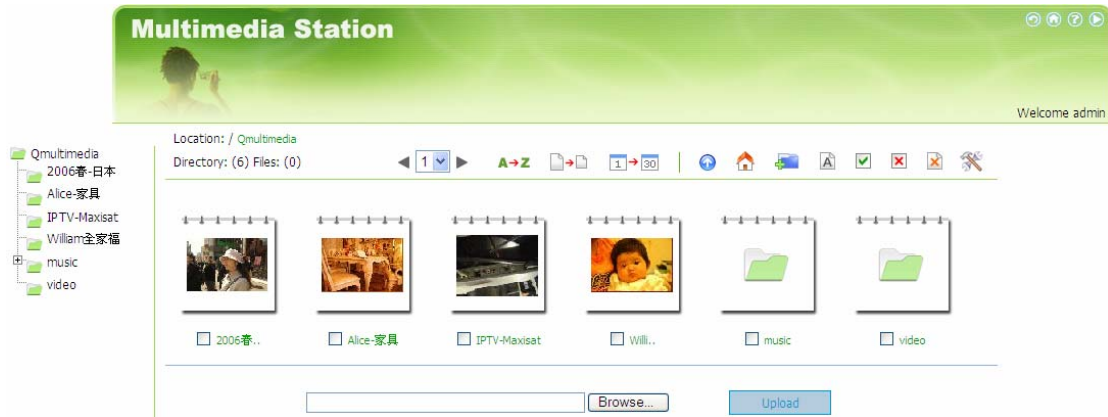 Multimedia Station
Welcome admin
Location: / Qmultimedia
Directory: (6) Files: (0)
1
A→Z
1→30
A
Qmultimedia
2006春-日本
Alice-家具
IPTV-Maxisat
William全家福
music
video
2006春..
Alice-家具
IPTV-Maxisat
Willi..
music
video
Browse...
Upload